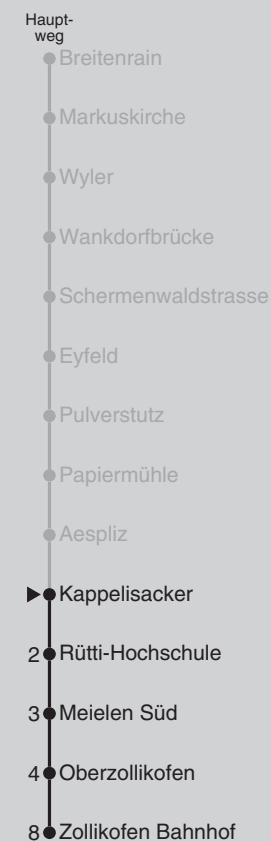 Haupt-
weg
Breitenrain
Markuskirche
Wyler
Wankdorfbrücke
Schermenwaldstrasse
Eyfeld
Pulverstutz
Papiermühle
Aespliz
Kappelisacker
2 Rütti-Hochschule
3 Meielen Süd
4 Oberzollikofen
8 Zollikofen Bahnhof